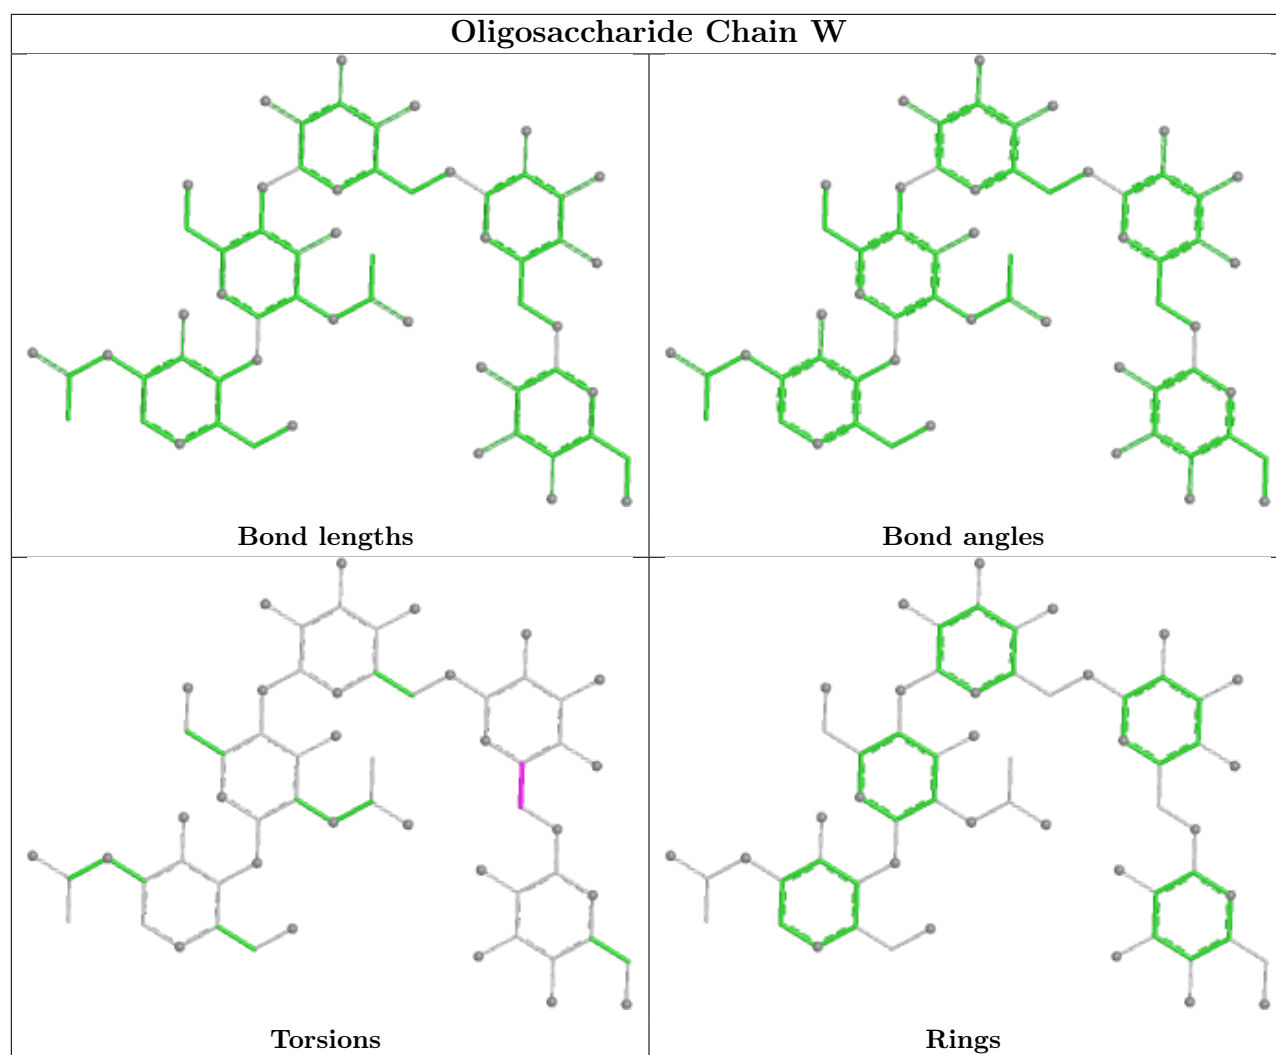 Oligosaccharide Chain W
Bond lengths
Bond angles
Torsions
Rings